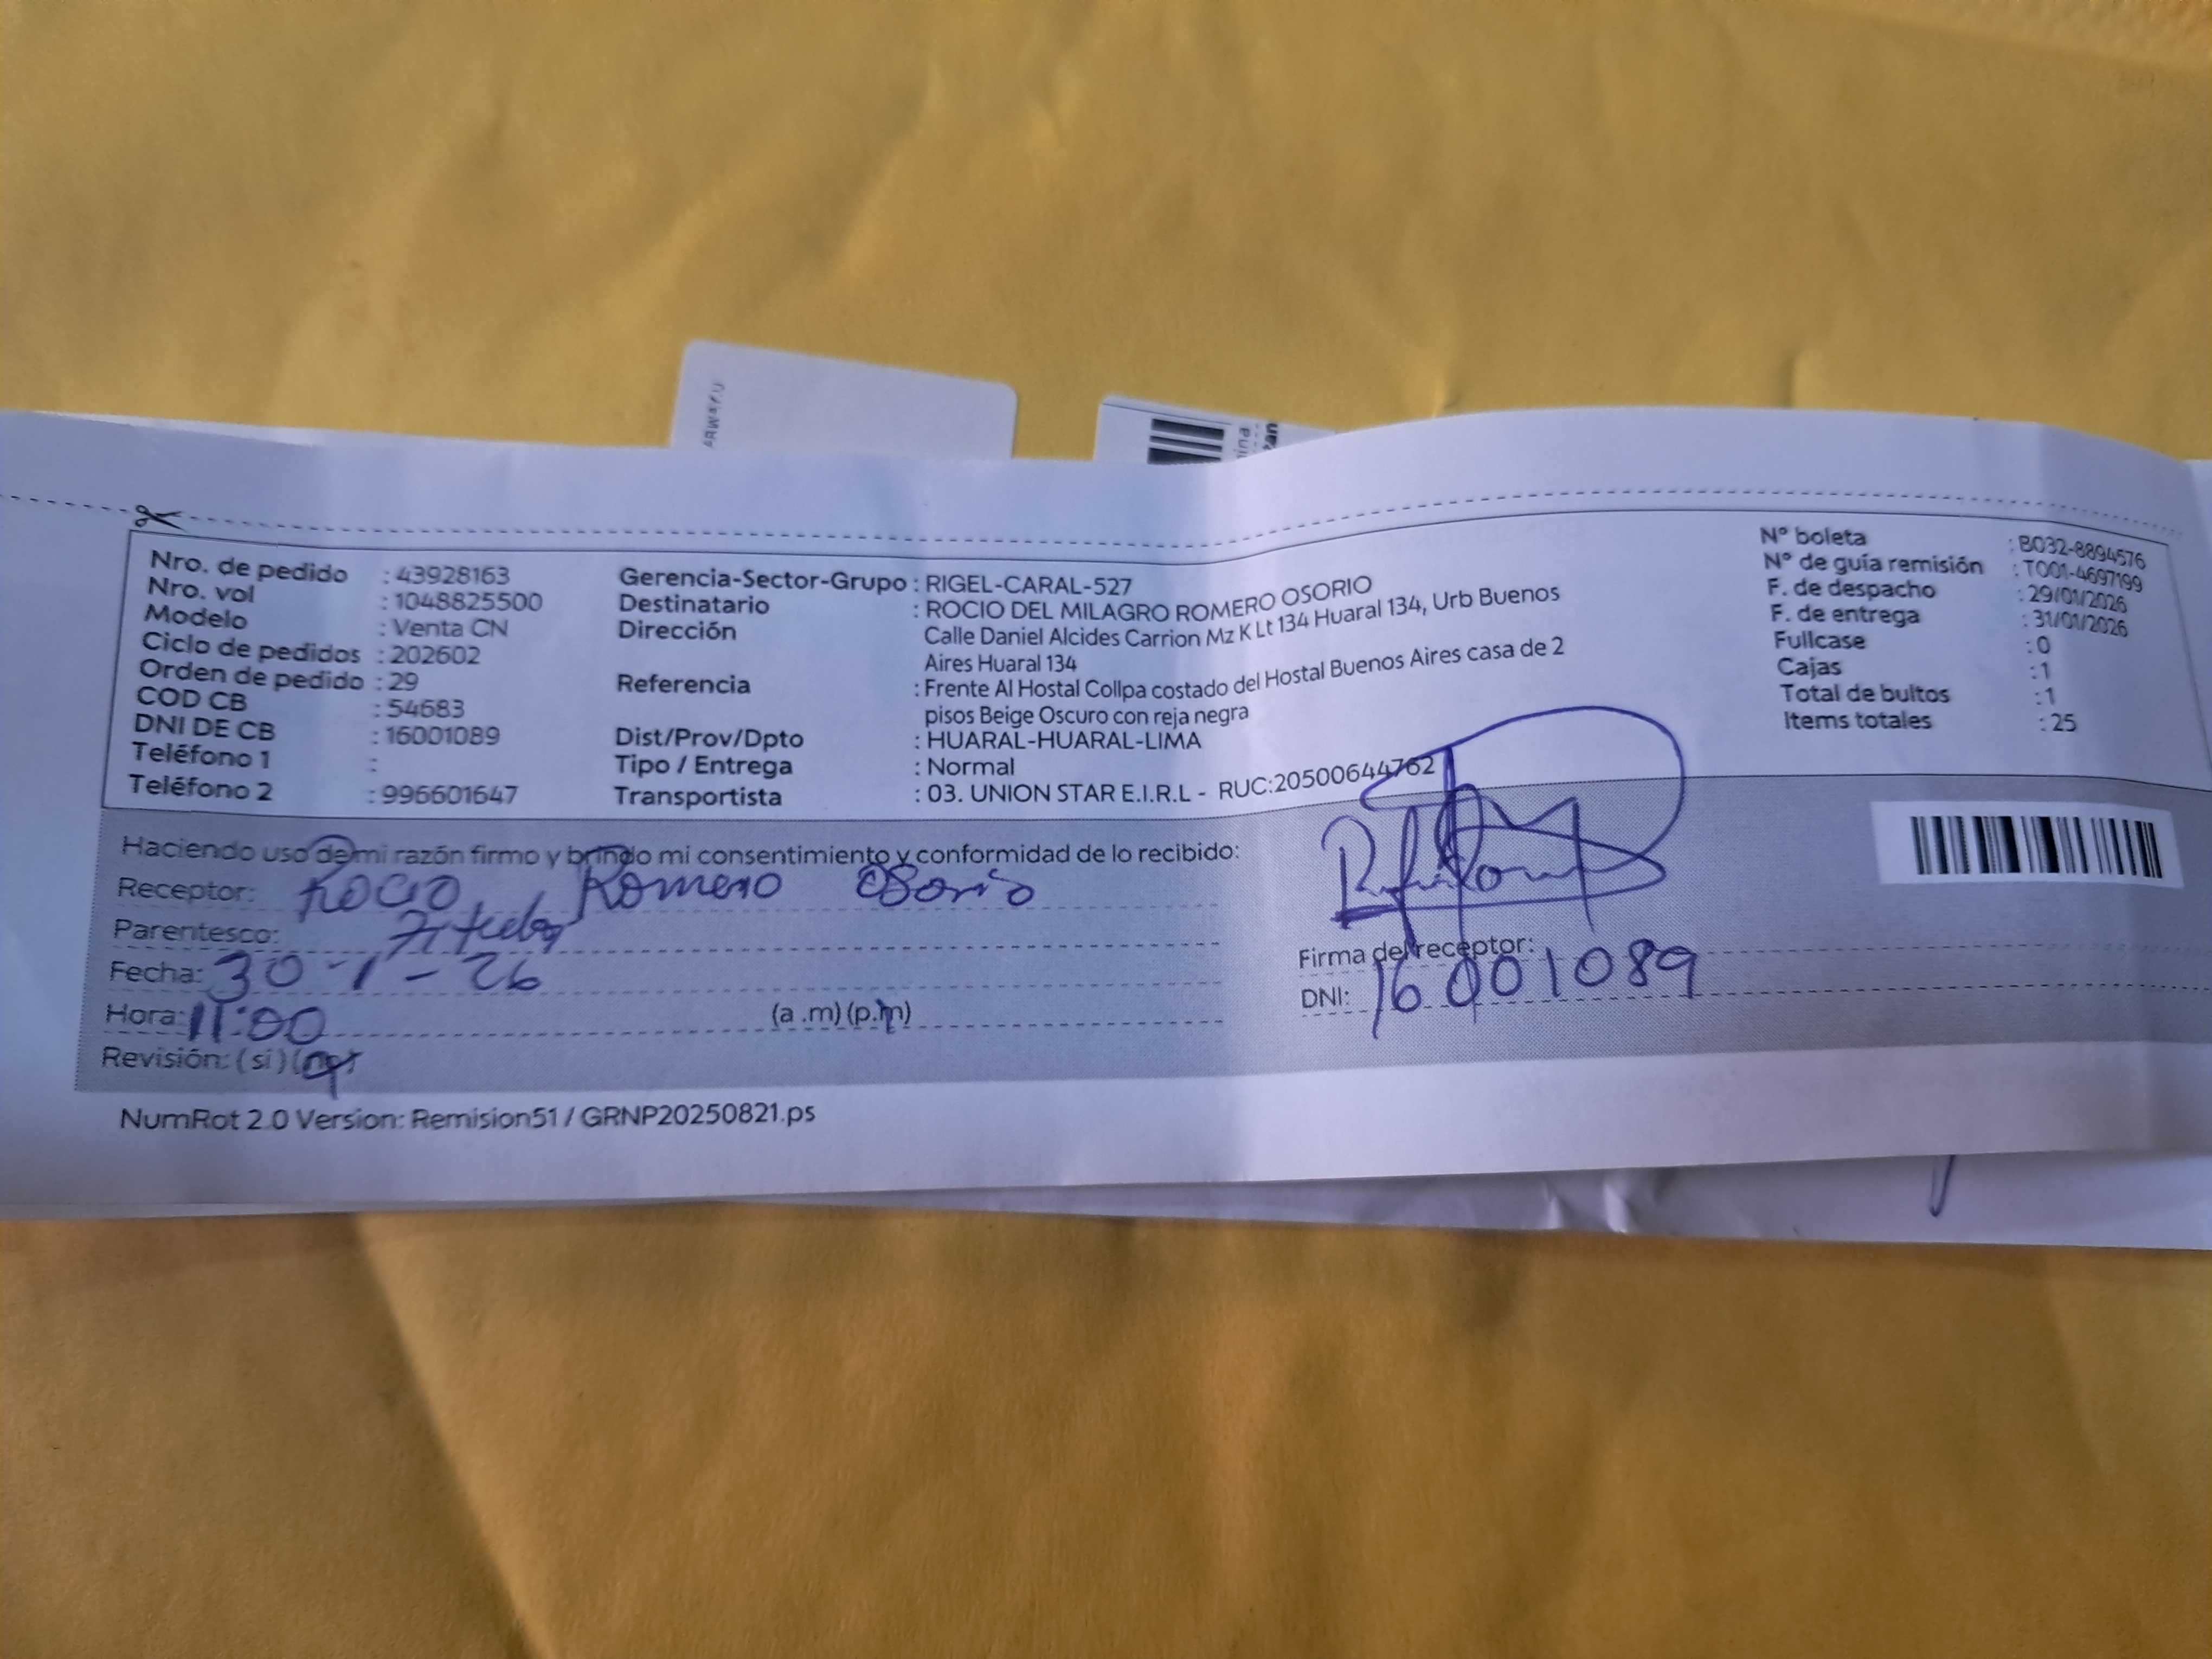 Nro. de pedido : 43928163
Nro. vol : 1048825500
Modelo : Venta CN
Ciclo de pedidos : 202602
Orden de pedido : 29
COD CB : 54683
DNI DE CB : 16001089
Teléfono 1 :
Teléfono 2 : 996601647
Gerencia-Sector-Grupo : RIGEL-CARAL-527
Destinatario : ROCIO DEL MILAGRO ROMERO OSORIO
Dirección : Calle Daniel Alcides Carrion Mz K Lt 134 Huaral 134, Urb Buenos
Aires Huaral 134
Referencia : Frente Al Hostal Collpa costado del Hostal Buenos Aires casa de 2
pisos Beige Oscuro con reja negra
Dist/Prov/Dpto : HUARAL-HUARAL-LIMA
Tipo / Entrega : Normal
Transportista : 03. UNION STAR E.I.R.L - RUC:20500644762
N° boleta : B032-8894576
N° de guía remisión : T001-4697199
F. de despacho : 29/01/2026
F. de entrega : 31/01/2026
Fullcase : 0
Cajas : 1
Total de bultos : 1
Items totales : 25
Haciendo uso de mi razón firmo y brindo mi consentimiento y conformidad de lo recibido:
Receptor: Rocio Romero Osorio
Parentesco:
Fecha: 30-1-26
Hora: 11:00 (a .m) (p.m)
Revisión: (si) (no)
Firma del receptor:
DNI: 16001089
NumRot 2.0 Version: Remision51 / GRNP20250821.ps